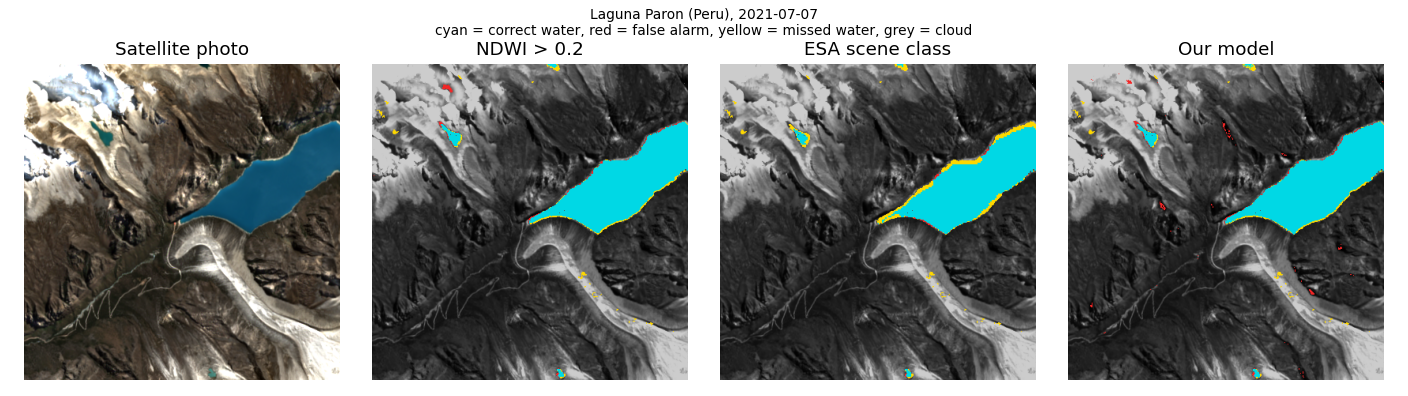 Laguna Paron (Peru), 2021-07-07
cyan = correct water, red = false alarm, yellow = missed water, grey = cloud
Satellite photo
NDWI > 0.2
ESA scene class
Our model